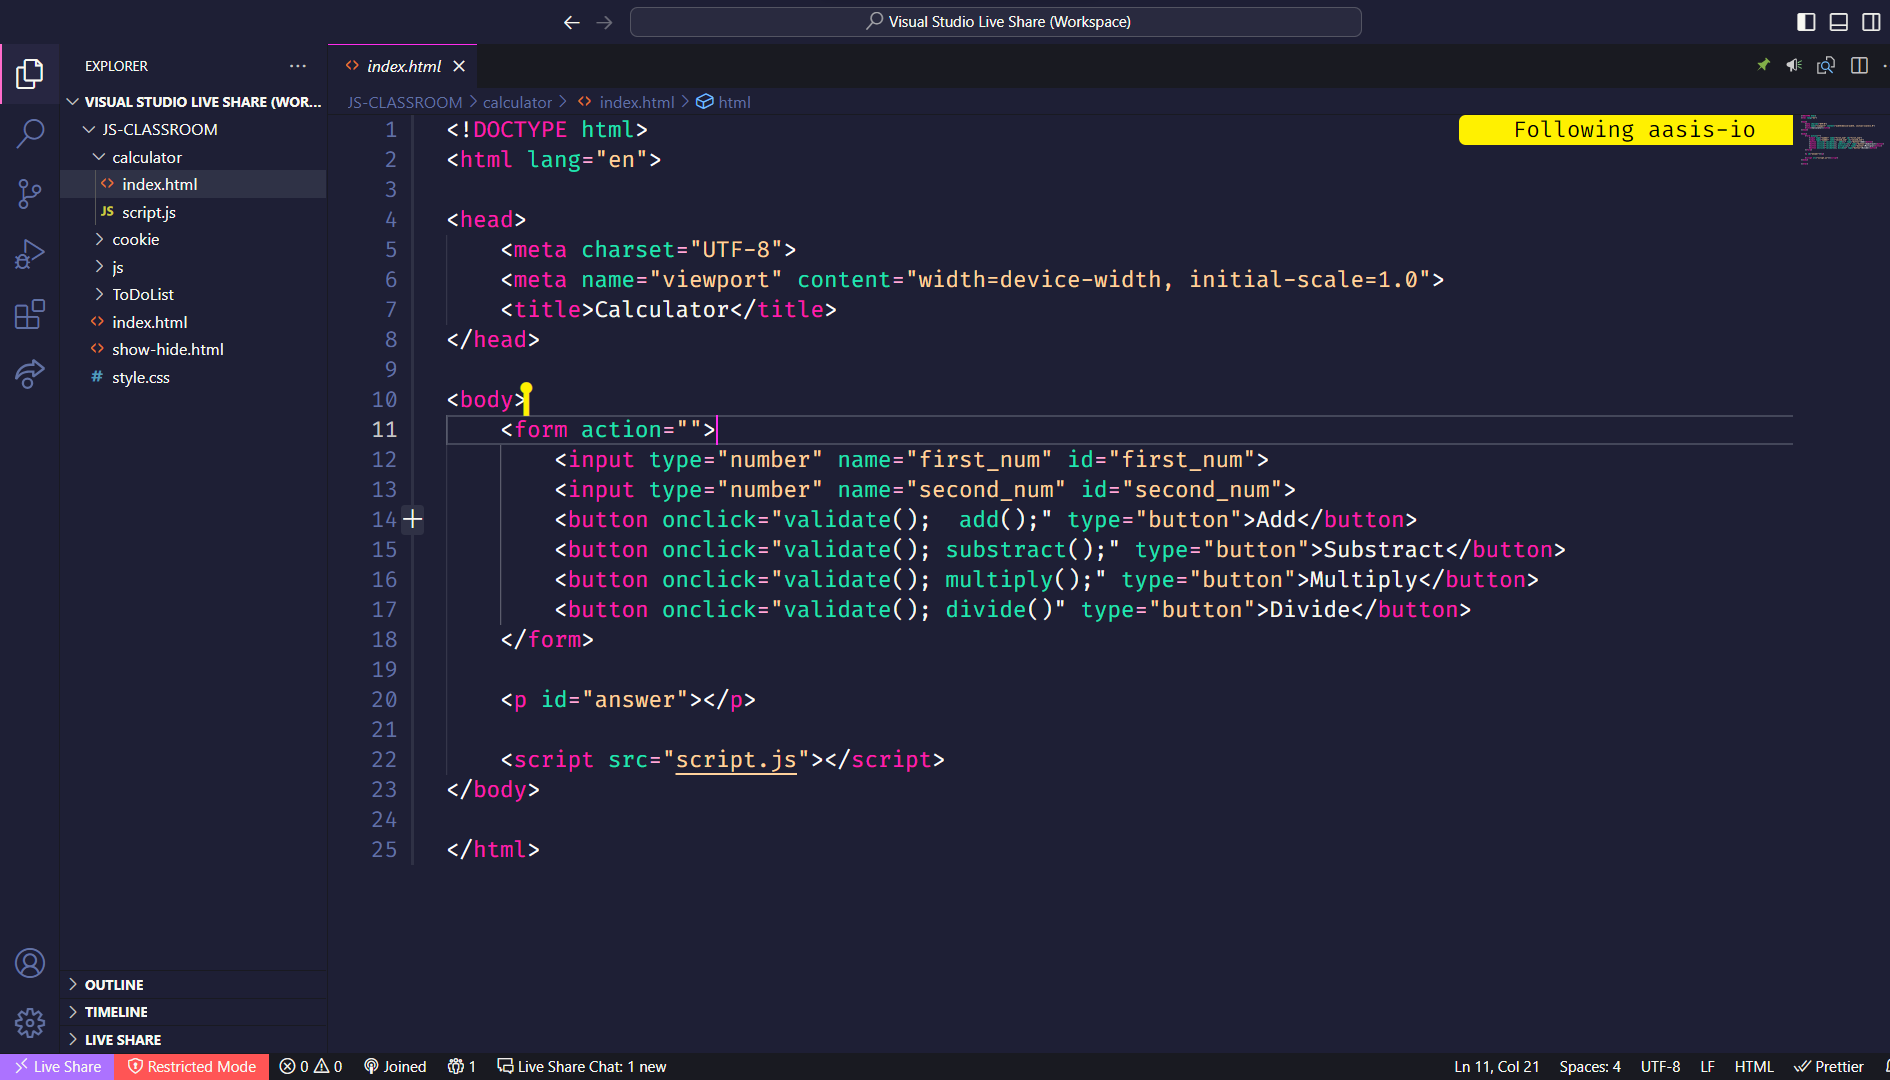 Visual Studio Live Share (Workspace)
EXPLORER
VISUAL STUDIO LIVE SHARE (WOR...
JS-CLASSROOM
calculator
index.html
script.js
cookie
js
ToDoList
index.html
show-hide.html
style.css
OUTLINE
TIMELINE
LIVE SHARE
index.html
JS-CLASSROOM > calculator > index.html > html
Following aasis-io
1 <!DOCTYPE html>
2 <html lang="en">
3
4 <head>
5 <meta charset="UTF-8">
6 <meta name="viewport" content="width=device-width, initial-scale=1.0">
7 <title>Calculator</title>
8 </head>
9
10 <body>
11 <form action="">
12 <input type="number" name="first_num" id="first_num">
13 <input type="number" name="second_num" id="second_num">
14 <button onclick="validate();  add();" type="button">Add</button>
15 <button onclick="validate(); substract();" type="button">Substract</button>
16 <button onclick="validate(); multiply();" type="button">Multiply</button>
17 <button onclick="validate(); divide()" type="button">Divide</button>
18 </form>
19
20 <p id="answer"></p>
21
22 <script src="script.js"></script>
23 </body>
24
25 </html>
Live Share Restricted Mode 0 0 Joined 1 Live Share Chat: 1 new Ln 11, Col 21 Spaces: 4 UTF-8 LF HTML Prettier